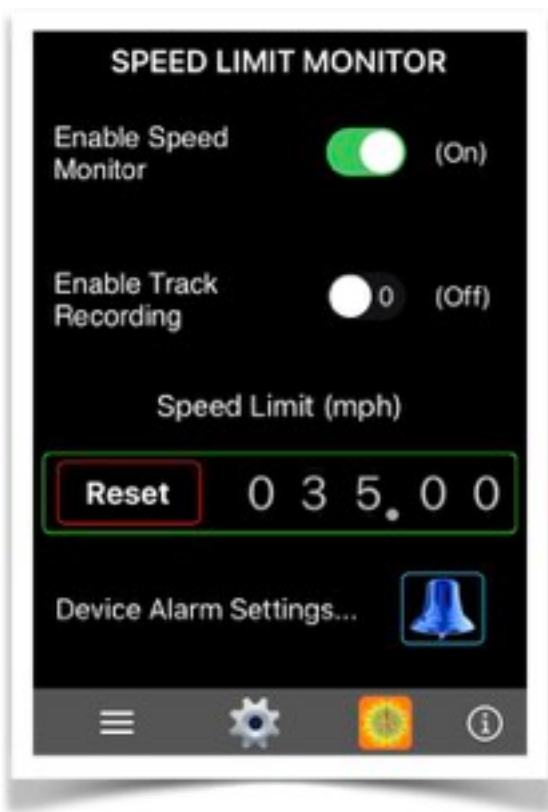 SPEED LIMIT MONITOR
Enable Speed
Monitor
(On)
Enable Track
Recording
0
(Off)
Speed Limit (mph)
Reset 0 3 5.0 0
Device Alarm Settings...